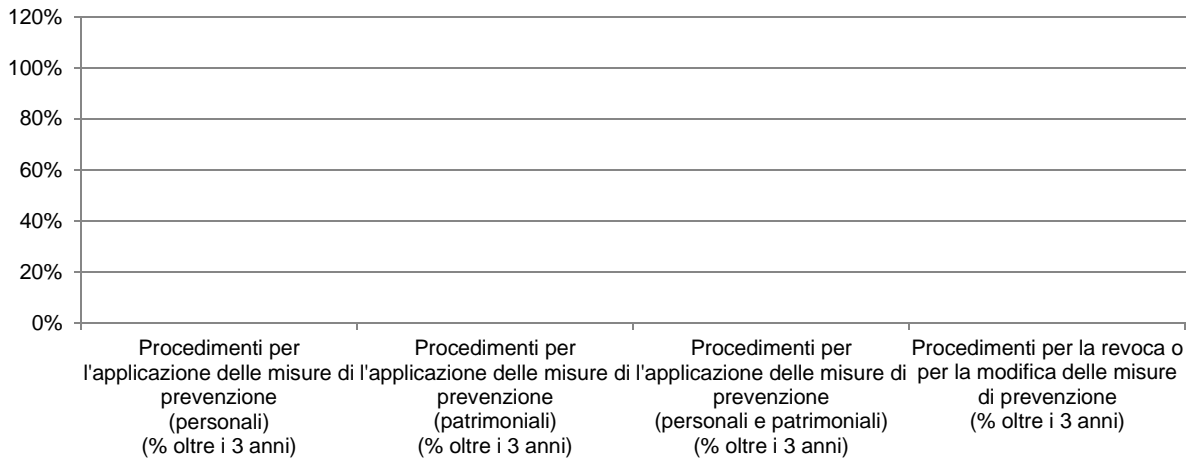 120%
100%
80%
60%
40%
20%
0%
Procedimenti per
l'applicazione delle misure di
prevenzione
(personali)
(% oltre i 3 anni)
Procedimenti per
l'applicazione delle misure di
prevenzione
(patrimoniali)
(% oltre i 3 anni)
Procedimenti per
l'applicazione delle misure di
prevenzione
(personali e patrimoniali)
(% oltre i 3 anni)
Procedimenti per la revoca o
per la modifica delle misure
di prevenzione
(% oltre i 3 anni)